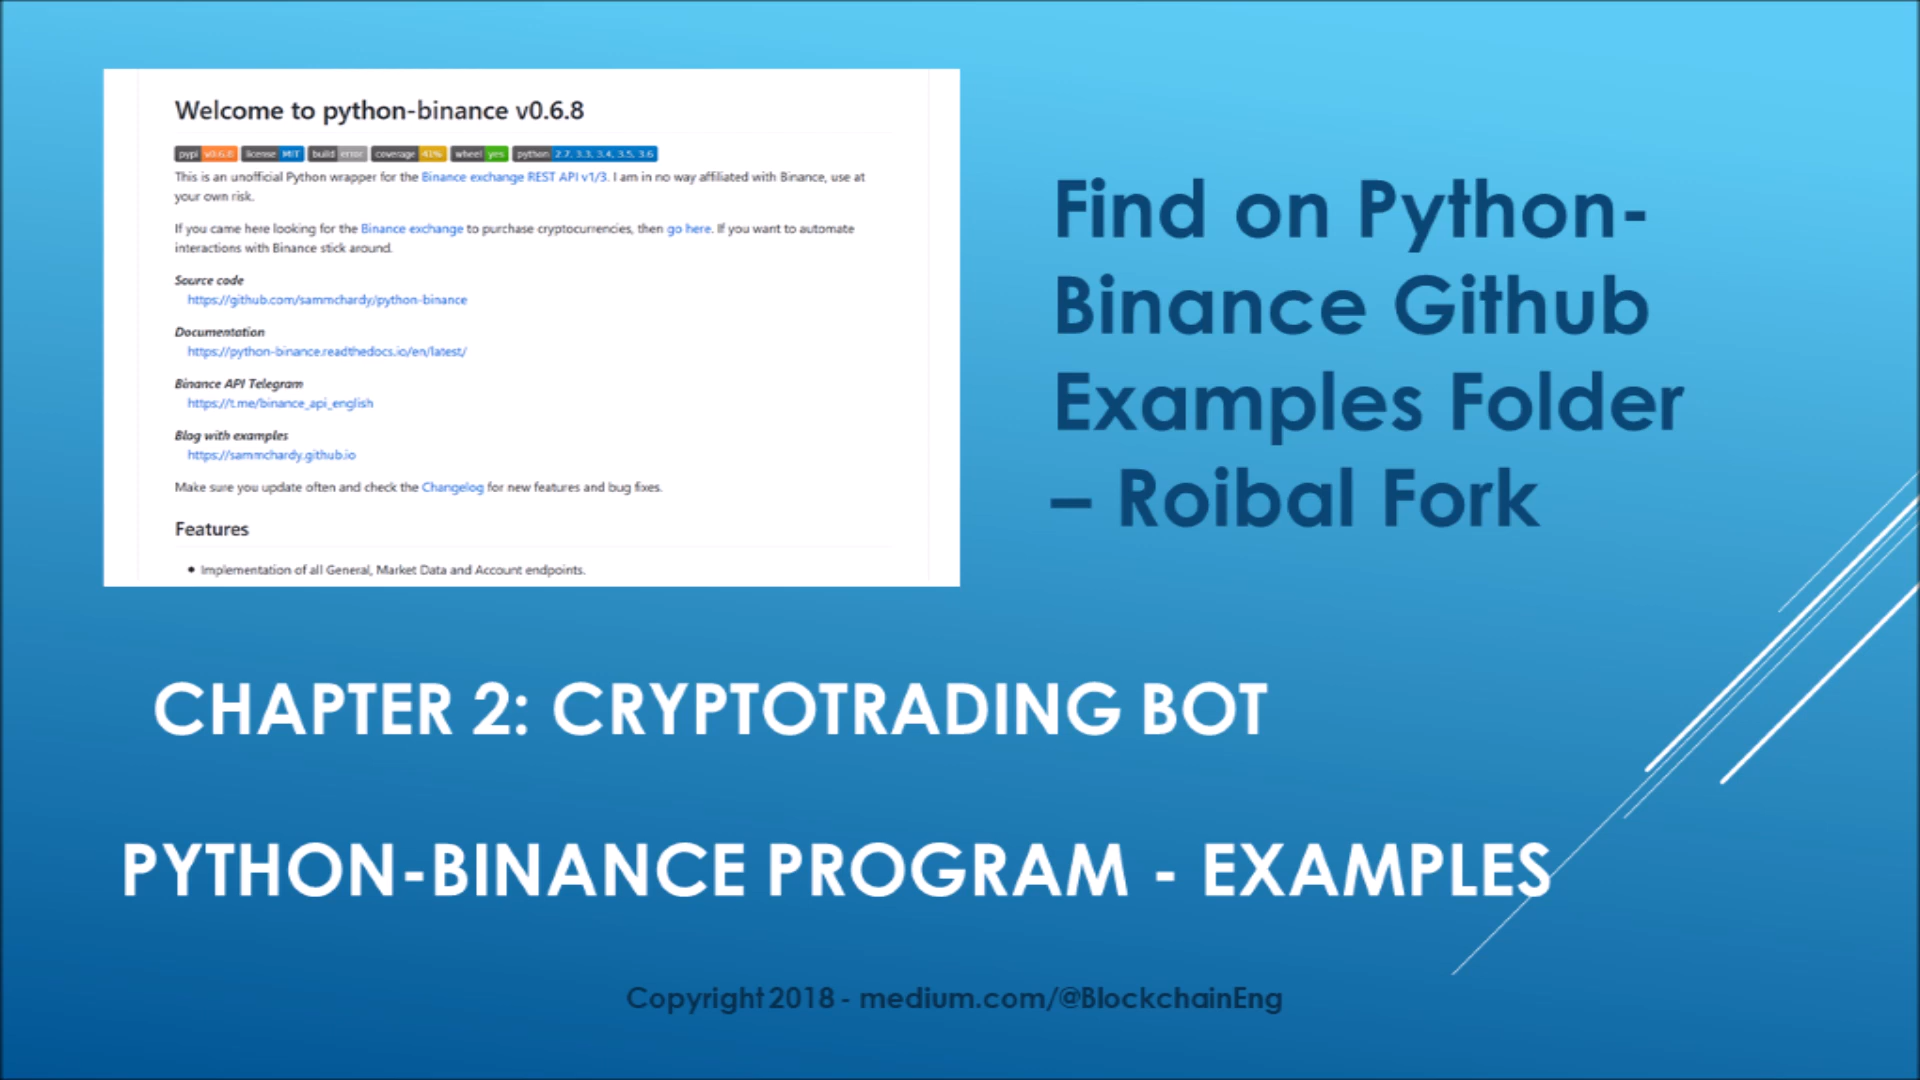 Welcome to python-binance v0.6.8
pypi v0.6.8 license MIT build error coverage 41% wheel yes python 2.7, 3.3, 3.4, 3.5, 3.6
This is an unofficial Python wrapper for the Binance exchange REST API v1/3. I am in no way affiliated with Binance, use at
your own risk.
If you came here looking for the Binance exchange to purchase cryptocurrencies, then go here. If you want to automate
interactions with Binance stick around.
Source code
https://github.com/sammchardy/python-binance
Documentation
https://python-binance.readthedocs.io/en/latest/
Binance API Telegram
https://t.me/binance_api_english
Blog with examples
https://sammchardy.github.io
Make sure you update often and check the Changelog for new features and bug fixes.
Features
• Implementation of all General, Market Data and Account endpoints.
Find on Python-
Binance Github
Examples Folder
– Roibal Fork
CHAPTER 2: CRYPTOTRADING BOT
PYTHON-BINANCE PROGRAM - EXAMPLES
Copyright 2018 - medium.com/@BlockchainEng